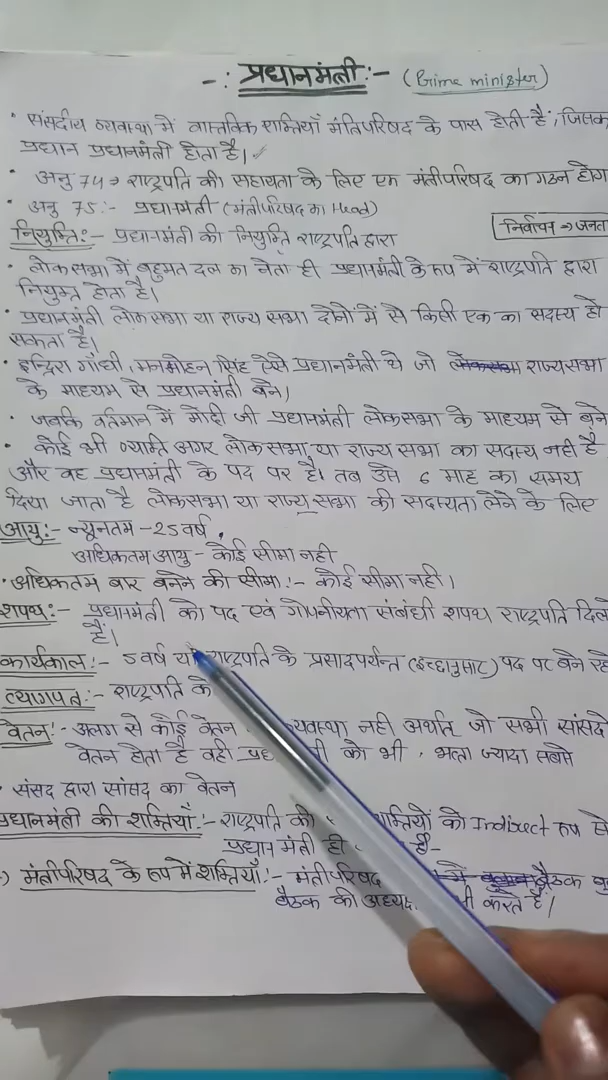 -: प्रधानमंत्री :- (Prime minister)
• संसदीय व्यवस्था में वास्तविक शक्तियाँ मंत्रिपरिषद के पास होती है, जिसका
प्रधान प्रधानमंत्री होता है।
• अनु 74 → राष्ट्रपति की सहायता के लिए एक मंत्रीपरिषद का गठन होगा
• अनु 75 :- प्रधानमंत्री (मंत्रीपरिषद का Head)
निर्वाचन → जनता
नियुक्ति :- प्रधानमंत्री की नियुक्ति राष्ट्रपति द्वारा
• लोकसभा में बहुमत दल का नेता ही प्रधानमंत्री के रूप में राष्ट्रपति द्वारा
नियुक्त होता है।
• प्रधानमंत्री लोकसभा या राज्य सभा दोनों में से किसी एक का सदस्य हो
सकता है।
• इन्दिरा गाँधी, मनमोहन सिंह ऐसे प्रधानमंत्री थे जो राज्यसभा
के माध्यम से प्रधानमंत्री बने।
• जबकि वर्तमान में मोदी जी प्रधानमंत्री लोकसभा के माध्यम से बने
• कोई भी व्यक्ति अगर लोकसभा या राज्य सभा का सदस्य नही है
और वह प्रधानमंत्री के पद पर है। तब उसे 6 माह का समय
दिया जाता है लोकसभा या राज्य सभा की सदस्यता लेने के लिए
आयु :- न्यूनतम - 25 वर्ष,
अधिकतम आयु - कोई सीमा नही
• अधिकतम बार बनने की सीमा :- कोई सीमा नही।
शपथ :- प्रधानमंत्री को पद एवं गोपनीयता संबंधी शपथ राष्ट्रपति दिलाते
हैं।
कार्यकाल :- 5 वर्ष या राष्ट्रपति के प्रसादपर्यन्त (इच्छानुसार) पद पर बने रहे
त्यागपत्र :- राष्ट्रपति के
वेतन :- अलग से कोई वेतन व्यवस्था नही अर्थात् जो सभी सांसदो
वेतन होता है वही को भी, भत्ता ज्यादा सबसे
• संसद द्वारा सांसद का वेतन
प्रधानमंत्री की शक्तियाँ :- राष्ट्रपति की शक्तियों को Indirect रूप से
प्रधान मंत्री ही है-
मंत्रीपरिषद के रूप में शक्तियाँ :- मंत्रीपरिषद बैठक
बैठक की करते हैं।